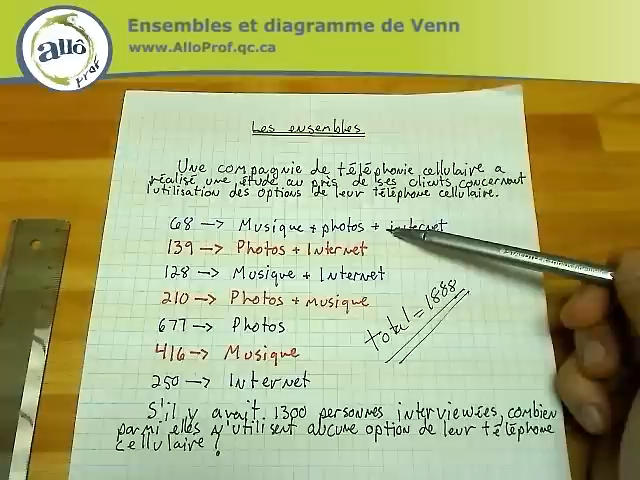 Ensembles et diagramme de Venn
www.AlloProf.qc.ca
allô
prof
Les ensembles
Une compagnie de téléphonie cellulaire a
réalisé une étude au près de ses clients concernant
l'utilisation des options de leur téléphone cellulaire.
68 → Musique + photos + internet
139 → Photos + Internet
128 → Musique + Internet
210 → Photos + musique
677 → Photos
416 → Musique
250 → Internet
total = 1888
S'il y avait 1300 personnes interviewées, combien
parmi elles n'utilisent aucune option de leur téléphone
cellulaire?